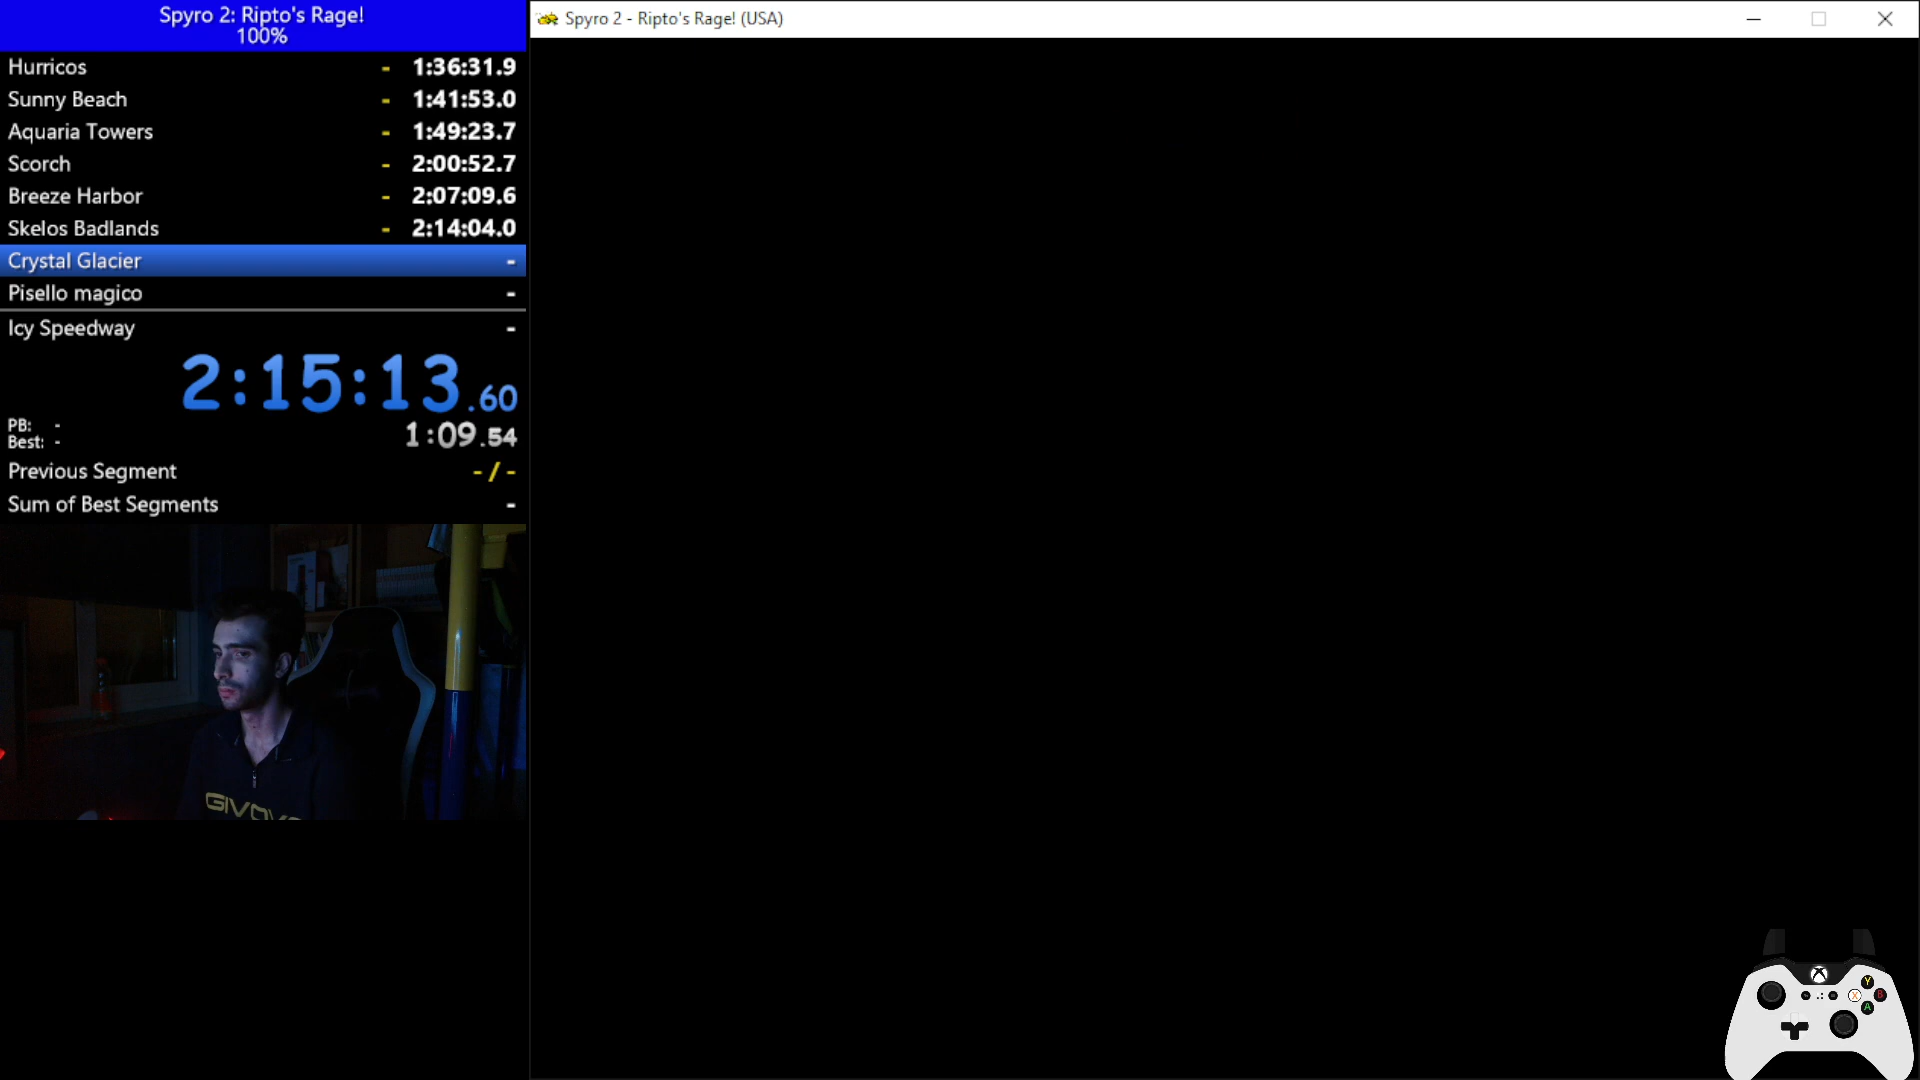 Spyro 2: Ripto's Rage!
100%
Spyro 2 - Ripto's Rage! (USA)
Hurricos - 1:36:31.9
Sunny Beach - 1:41:53.0
Aquaria Towers - 1:49:23.7
Scorch - 2:00:52.7
Breeze Harbor - 2:07:09.6
Skelos Badlands - 2:14:04.0
Crystal Glacier -
Pisello magico -
Icy Speedway -
2:15:13.60
PB: -
Best: -
1:09.54
Previous Segment - / -
Sum of Best Segments -
GIVOVA
Y
X B
A